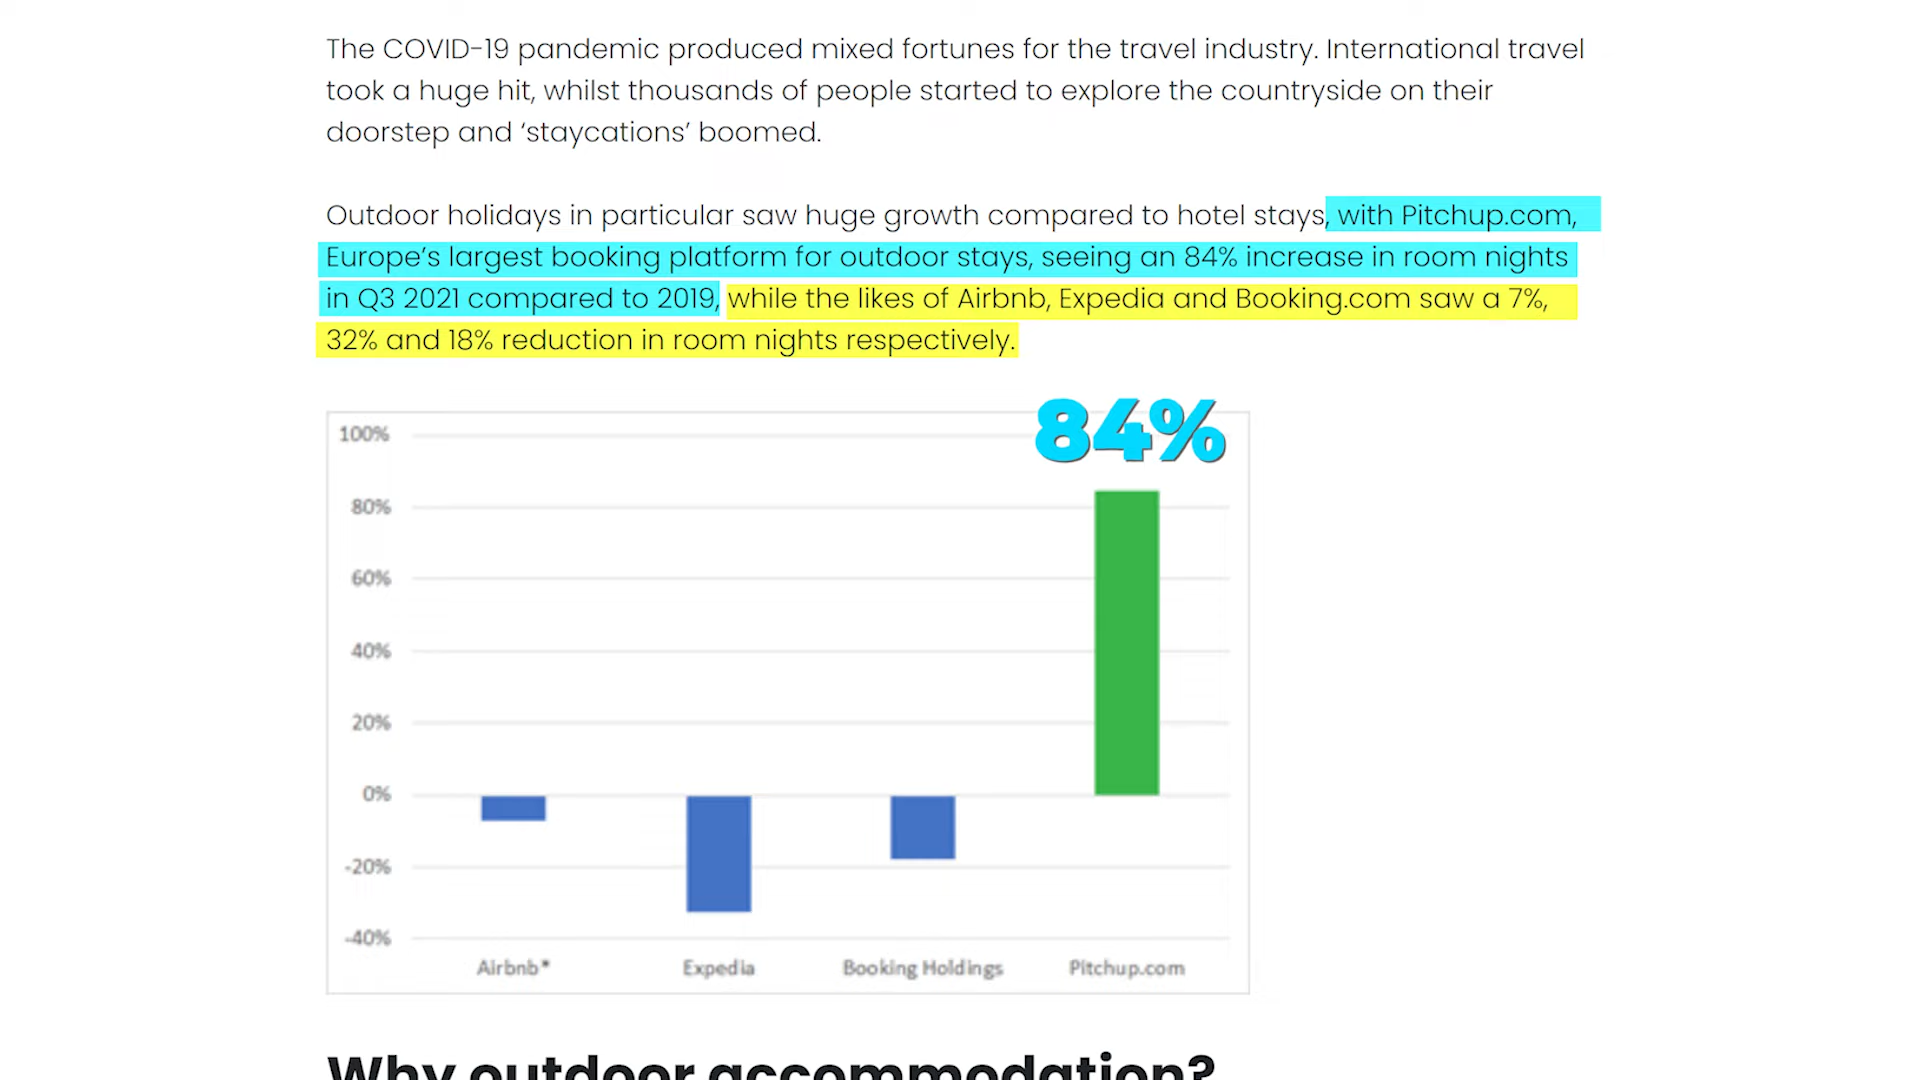 The COVID-19 pandemic produced mixed fortunes for the travel industry. International travel
took a huge hit, whilst thousands of people started to explore the countryside on their
doorstep and ‘staycations’ boomed.
Outdoor holidays in particular saw huge growth compared to hotel stays, with Pitchup.com,
Europe’s largest booking platform for outdoor stays, seeing an 84% increase in room nights
in Q3 2021 compared to 2019, while the likes of Airbnb, Expedia and Booking.com saw a 7%,
32% and 18% reduction in room nights respectively.
84%
100%
80%
60%
40%
20%
0%
-20%
-40%
Airbnb* Expedia Booking Holdings Pitchup.com
Why outdoor accommodation?